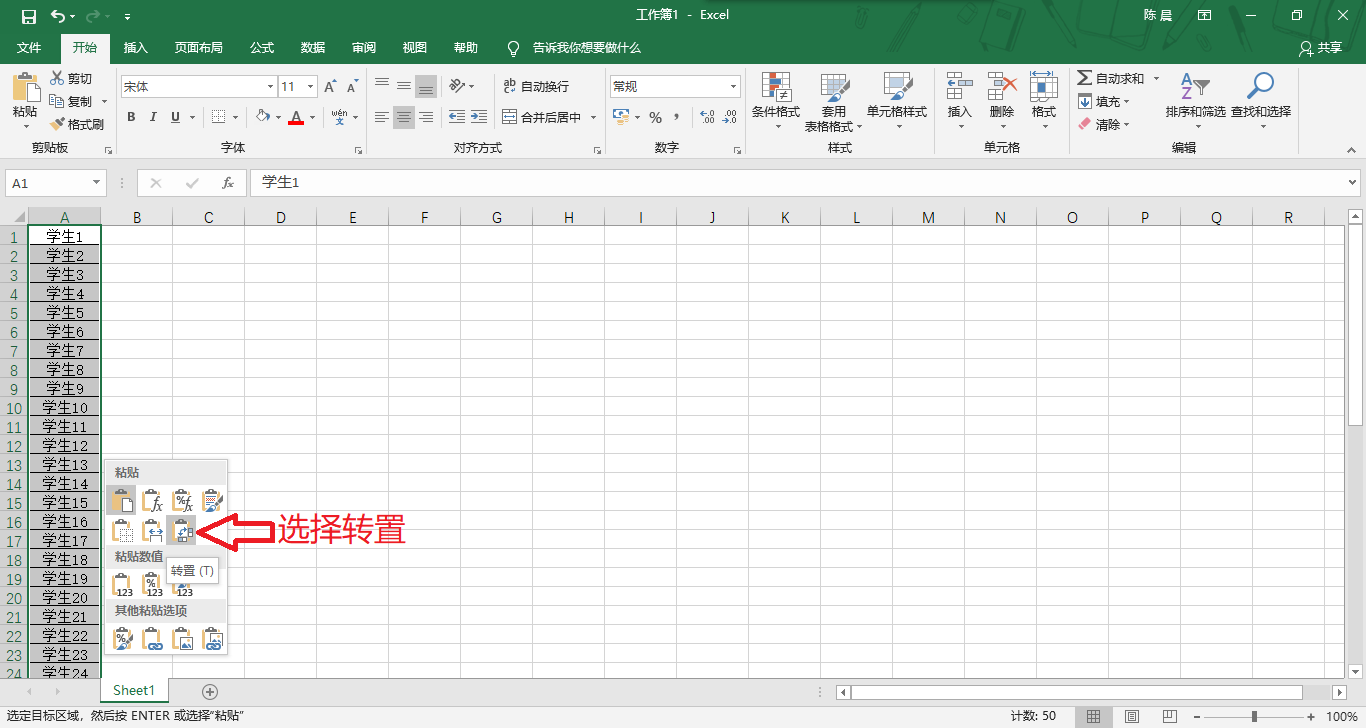 工作簿1 - Excel
陈 晨
文件 开始 插入 页面布局 公式 数据 审阅 视图 帮助 告诉我你想要做什么 共享
粘贴 剪切 复制 格式刷
剪贴板
宋体 11
B I U A wén 文
字体
ab 自动换行
合并后居中
对齐方式
常规
% , .00 .0
数字
条件格式 套用 表格格式 单元格样式
样式
插入 删除 格式
单元格
Σ 自动求和
填充
清除
排序和筛选 查找和选择
编辑
A1 fx 学生1
A B C D E F G H I J K L M N O P Q R
1 学生1
2 学生2
3 学生3
4 学生4
5 学生5
6 学生6
7 学生7
8 学生8
9 学生9
10 学生10
11 学生11
12 学生12
13 学生13
14 学生14
15 学生15
16 学生16
17 学生17
18 学生18
19 学生19
20 学生20
21 学生21
22 学生22
23 学生23
24 学生24
粘贴
fx %fx
选择转置
粘贴数值
转置 (T)
123 % 123 123
其他粘贴选项
Sheet1
选定目标区域，然后按 ENTER 或选择“粘贴”
计数: 50
100%